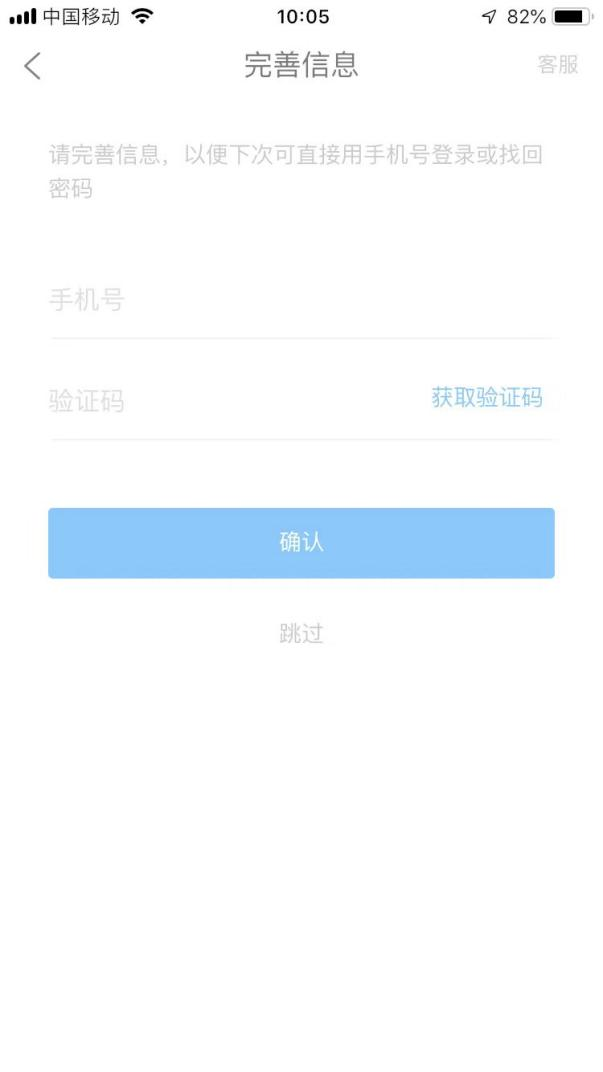 中国移动 10:05 82%
完善信息 客服
请完善信息，以便下次可直接用手机号登录或找回
密码
手机号
验证码 获取验证码
确认
跳过